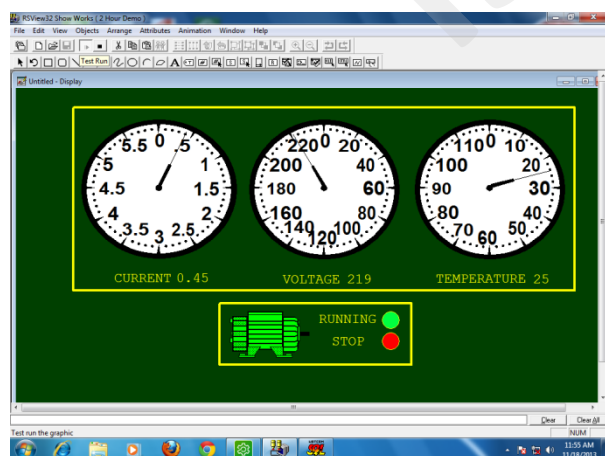 RSView32 Show Works ( 2 Hour Demo )
File Edit View Objects Arrange Attributes Animation Window Help
Test Run
Untitled - Display
0 .5 1 1.5 2 2.5 3 3.5 4 4.5 5 5.5
0 20 40 60 80 100 120 140 160 180 200 220
0 10 20 30 40 50 60 70 80 90 100 110
CURRENT 0.45 VOLTAGE 219 TEMPERATURE 25
RUNNING
STOP
Clear Clear All
Test run the graphic NUM
11:55 AM
11/18/2013